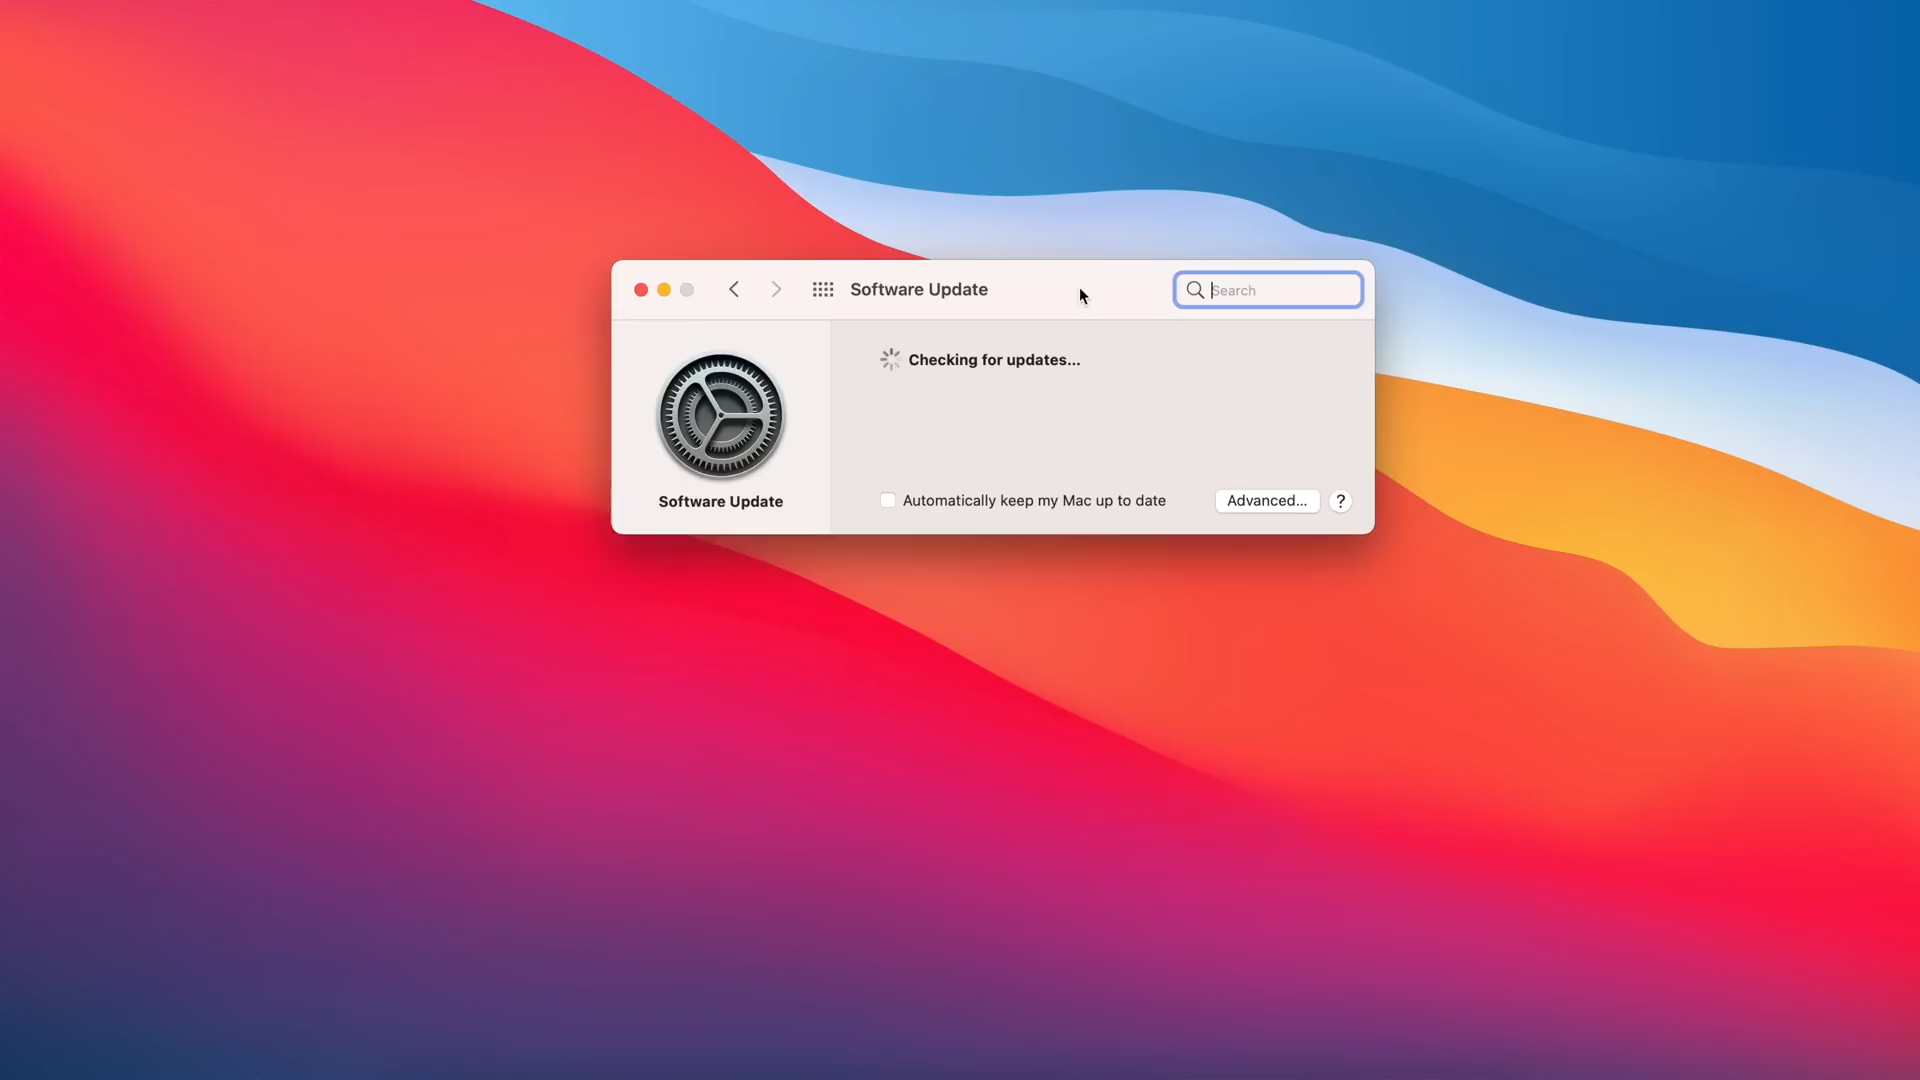 Software Update
Search
Checking for updates...
Software Update
Automatically keep my Mac up to date
Advanced...
?